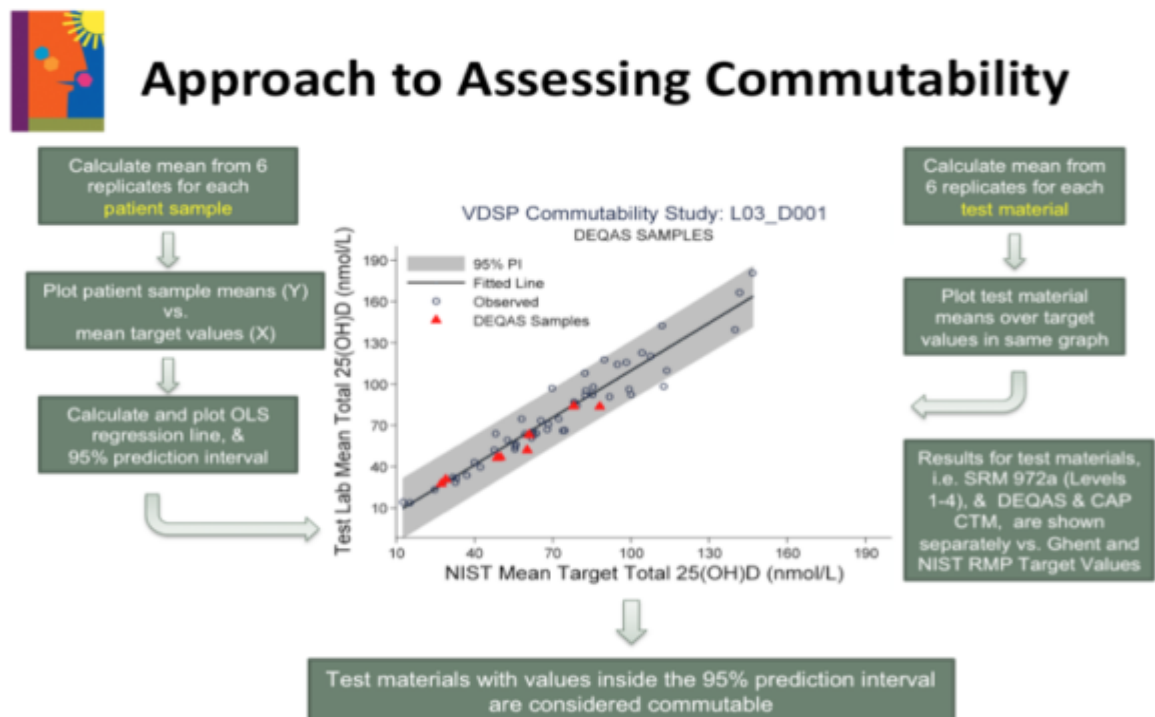 Approach to Assessing Commutability
Calculate mean from 6
replicates for each
patient sample
Plot patient sample means (Y)
vs.
mean target values (X)
Calculate and plot OLS
regression line, &
95% prediction interval
VDSP Commutability Study: L03_D001
DEQAS SAMPLES
95% PI
Fitted Line
Observed
DEQAS Samples
Test Lab Mean Total 25(OH)D (nmol/L)
190
160
130
100
70
40
10
10 40 70 100 130 160 190
NIST Mean Target Total 25(OH)D (nmol/L)
Calculate mean from
6 replicates for each
test material
Plot test material
means over target
values in same graph
Results for test materials,
i.e. SRM 972a (Levels
1-4), & DEQAS & CAP
CTM, are shown
separately vs. Ghent and
NIST RMP Target Values
Test materials with values inside the 95% prediction interval
are considered commutable